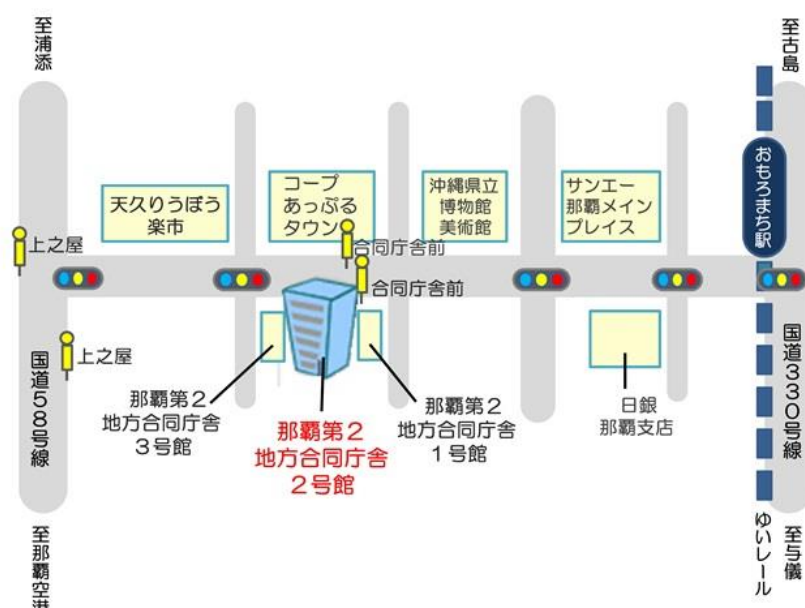 至浦添
至古島
おもろまち駅
天久りうぼう
楽市
コープ
あっぷる
タウン
沖縄県立
博物館
美術館
サンエー
那覇メイン
プレイス
上之屋
合同庁舎前
合同庁舎前
上之屋
国道58号線
国道330号線
那覇第2
地方合同庁舎
3号館
那覇第2
地方合同庁舎
2号館
那覇第2
地方合同庁舎
1号館
日銀
那覇支店
至那覇空港
ゆいレール
至与儀